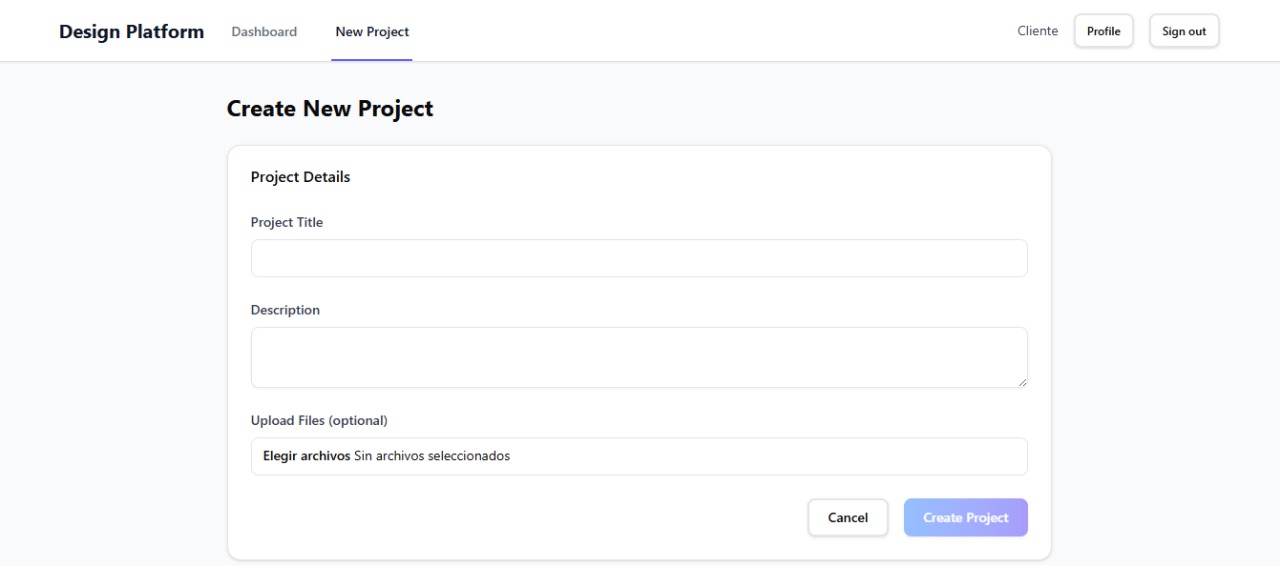 Design Platform Dashboard New Project Cliente Profile Sign out
Create New Project
Project Details
Project Title
Description
Upload Files (optional)
Elegir archivos Sin archivos seleccionados
Cancel Create Project